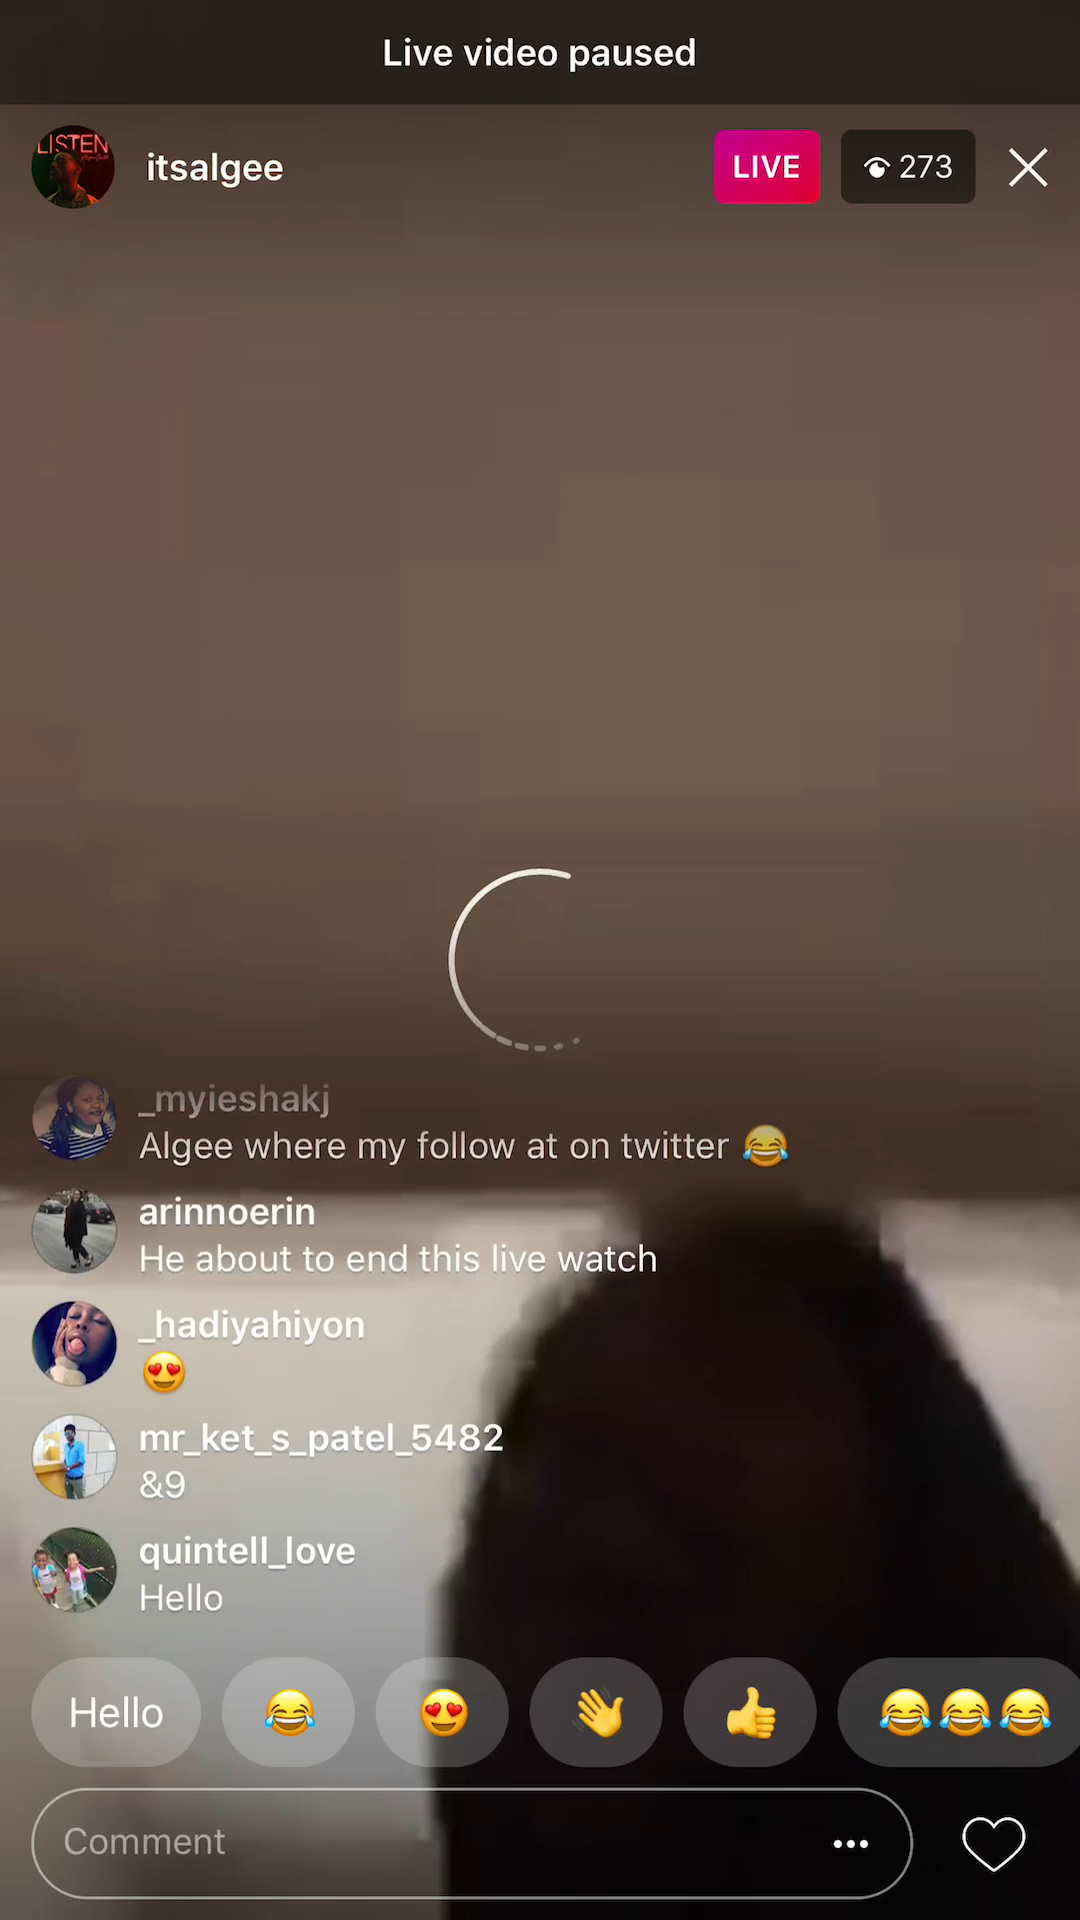 Live video paused
LISTEN
itsalgee
LIVE
273
_myieshakj
Algee where my follow at on twitter 😂
arinnoerin
He about to end this live watch
_hadiyahiyon
😍
mr_ket_s_patel_5482
&9
quintell_love
Hello
Hello 😂 😍 👋 👍 😂😂😂
Comment